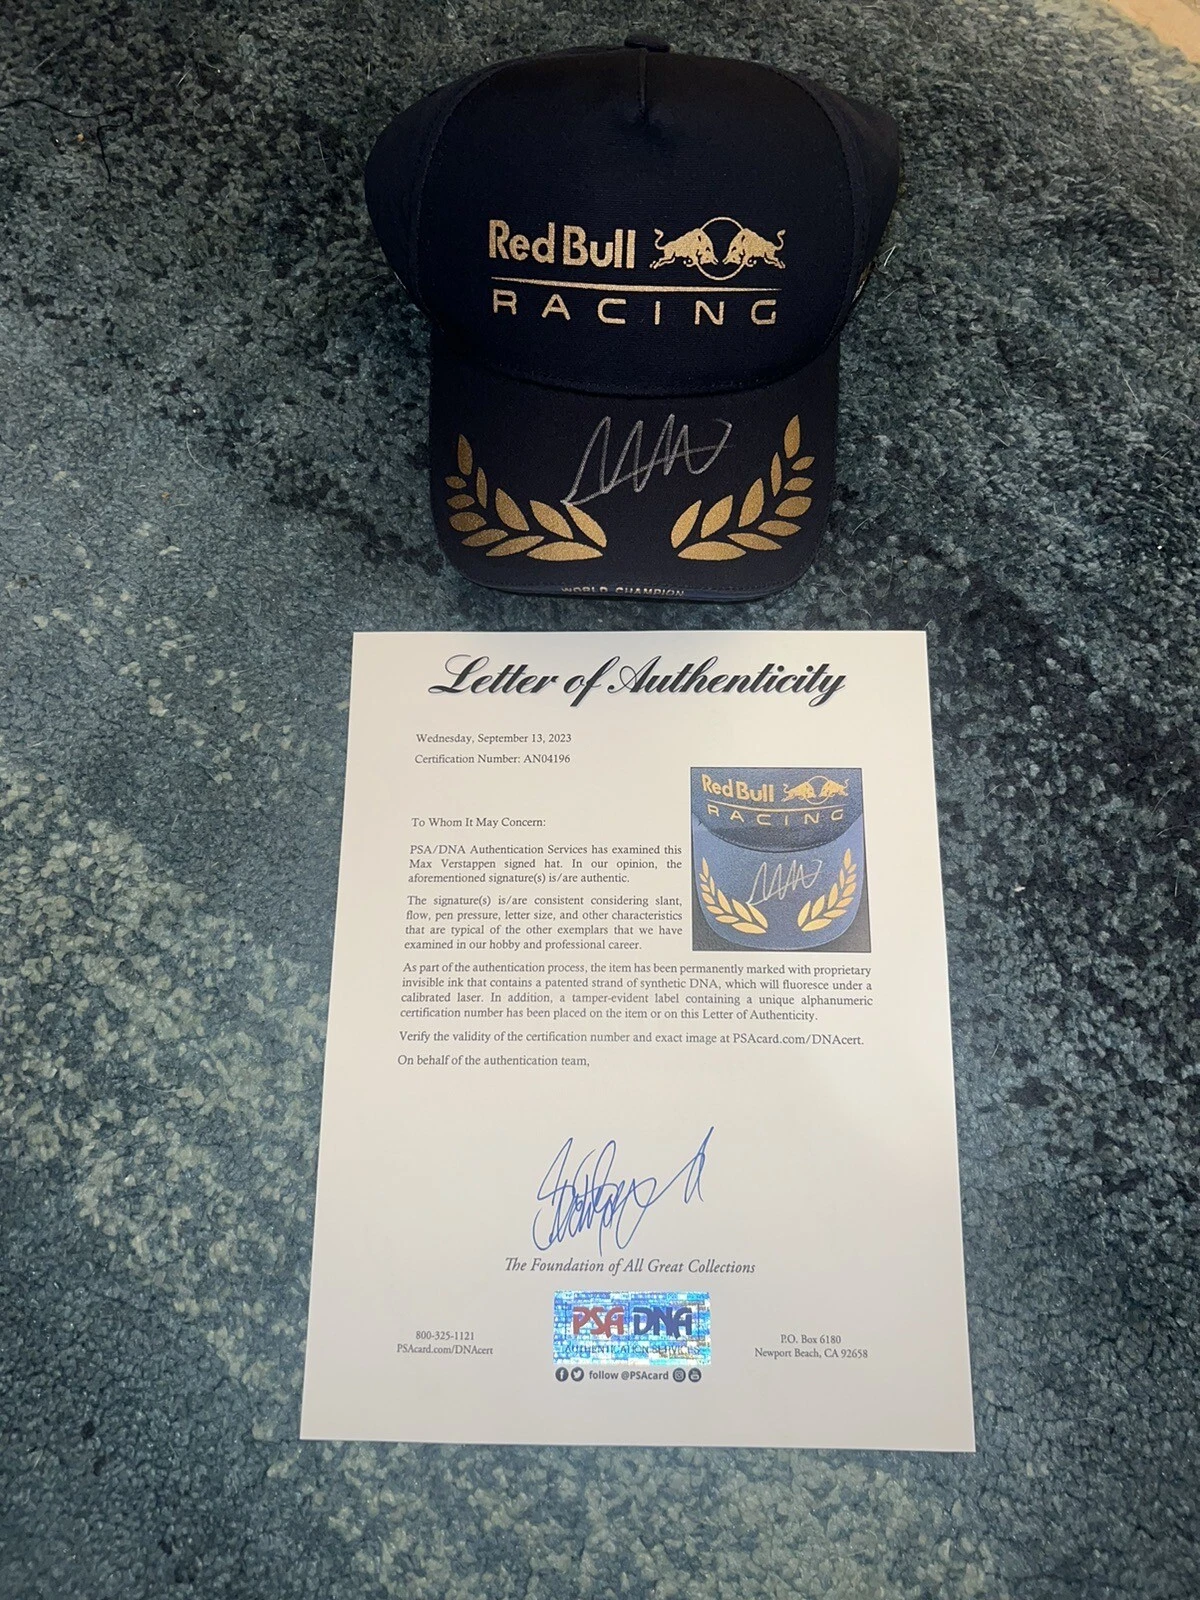 Red Bull
RACING
WORLD CHAMPION
Letter of Authenticity
Wednesday, September 13, 2023
Certification Number: AN04196
Red Bull
RACING
To Whom It May Concern:
PSA/DNA Authentication Services has examined this
Max Verstappen signed hat. In our opinion, the
aforementioned signature(s) is/are authentic.
The signature(s) is/are consistent considering slant,
flow, pen pressure, letter size, and other characteristics
that are typical of the other exemplars that we have
examined in our hobby and professional career.
As part of the authentication process, the item has been permanently marked with proprietary
invisible ink that contains a patented strand of synthetic DNA, which will fluoresce under a
calibrated laser. In addition, a tamper-evident label containing a unique alphanumeric
certification number has been placed on the item or on this Letter of Authenticity.
Verify the validity of the certification number and exact image at PSAcard.com/DNAcert.
On behalf of the authentication team,
The Foundation of All Great Collections
PSA DNA
AUTHENTICATION SERVICES
800-325-1121
PSAcard.com/DNAcert
P.O. Box 6180
Newport Beach, CA 92658
follow @PSAcard